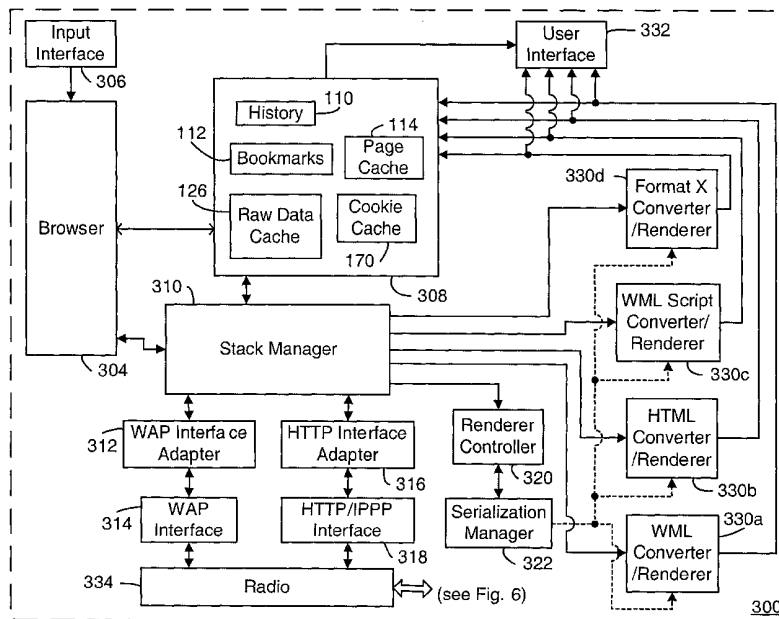 Input
Interface
306
User
Interface
332
History
110
112
Bookmarks
114
Page
Cache
126
Raw Data
Cache
Cookie
Cache
170
308
Browser
304
310
Stack Manager
330d
Format X
Converter
/Renderer
WML Script
Converter/
Renderer
330c
312
WAP Interface
Adapter
HTTP Interface
Adapter
316
Renderer
Controller
320
HTML
Converter
/Renderer
330b
314
WAP
Interface
HTTP/IPPP
Interface
318
Serialization
Manager
322
330a
WML
Converter
/Renderer
334
Radio
(see Fig. 6)
300